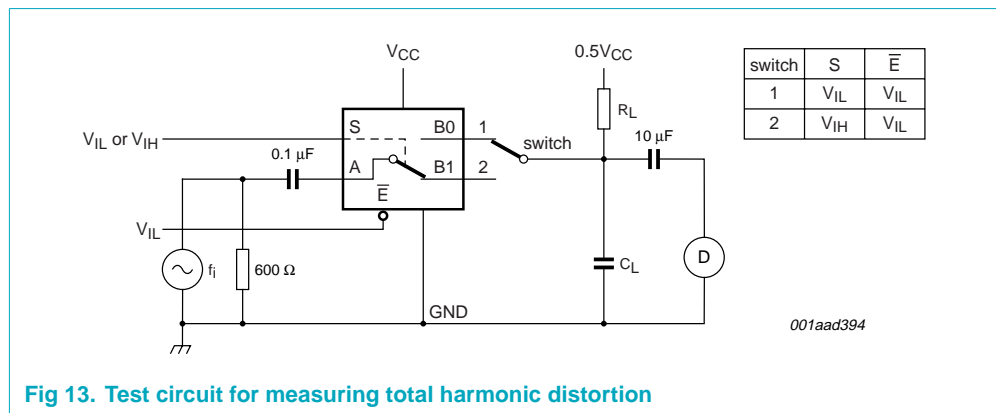 VCC
0.5VCC
switch S E̅
1 VIL VIL
2 VIH VIL
RL
VIL or VIH
S B0 1
switch
10 μF
0.1 μF
A B1 2
E̅
VIL
fi
600 Ω
CL
D
GND
001aad394
Fig 13. Test circuit for measuring total harmonic distortion